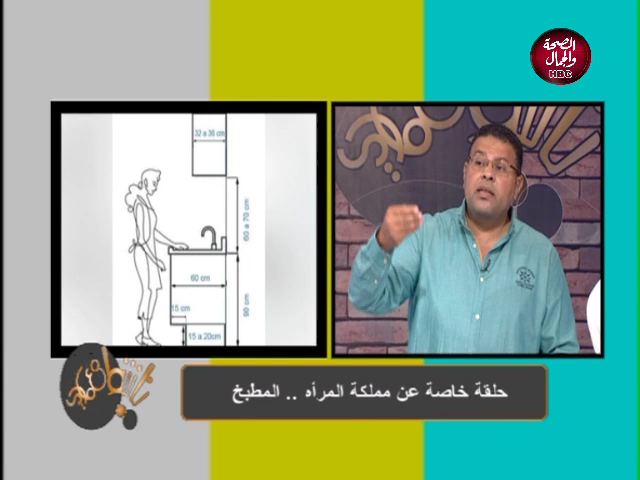 الصحة
والجمال
HBC
32 a 36 cm
60 a 70 cm
60 cm
90 cm
15 cm
15 a 20cm
حلقة خاصة عن مملكة المرأه .. المطبخ